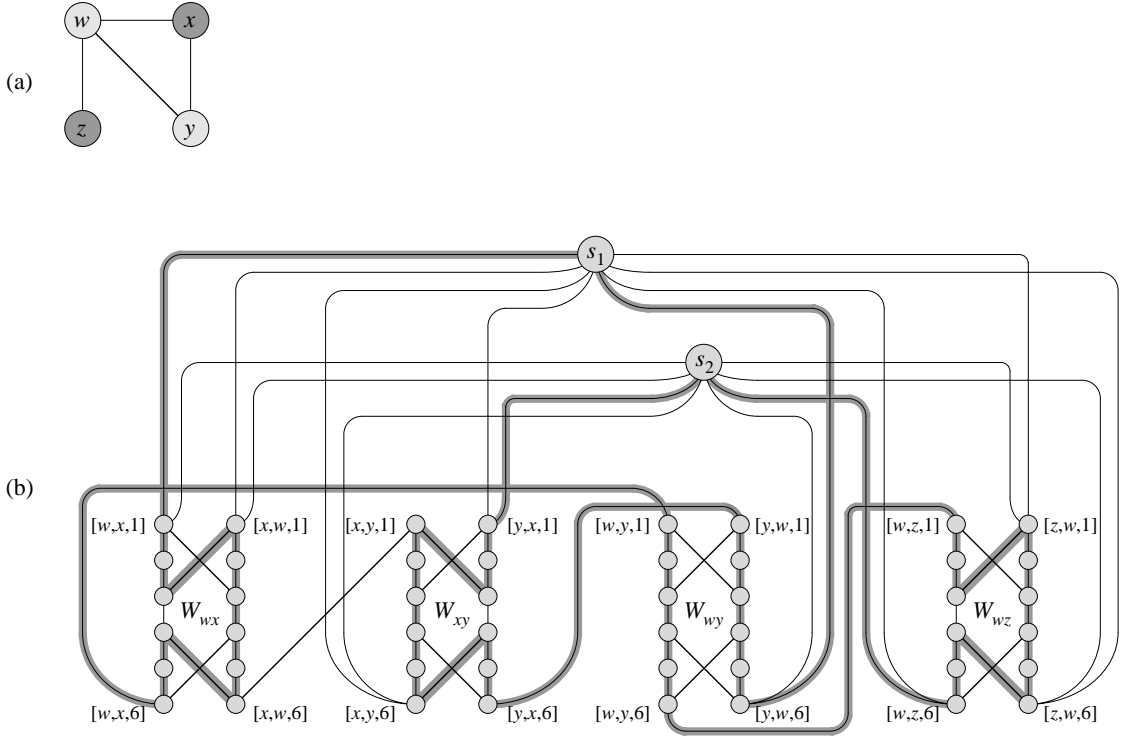 w x
(a)
z y
s1
s2
(b)
[w,x,1] [x,w,1] [x,y,1] [y,x,1] [w,y,1] [y,w,1] [w,z,1] [z,w,1]
Wwx Wxy Wwy Wwz
[w,x,6] [x,w,6] [x,y,6] [y,x,6] [w,y,6] [y,w,6] [w,z,6] [z,w,6]